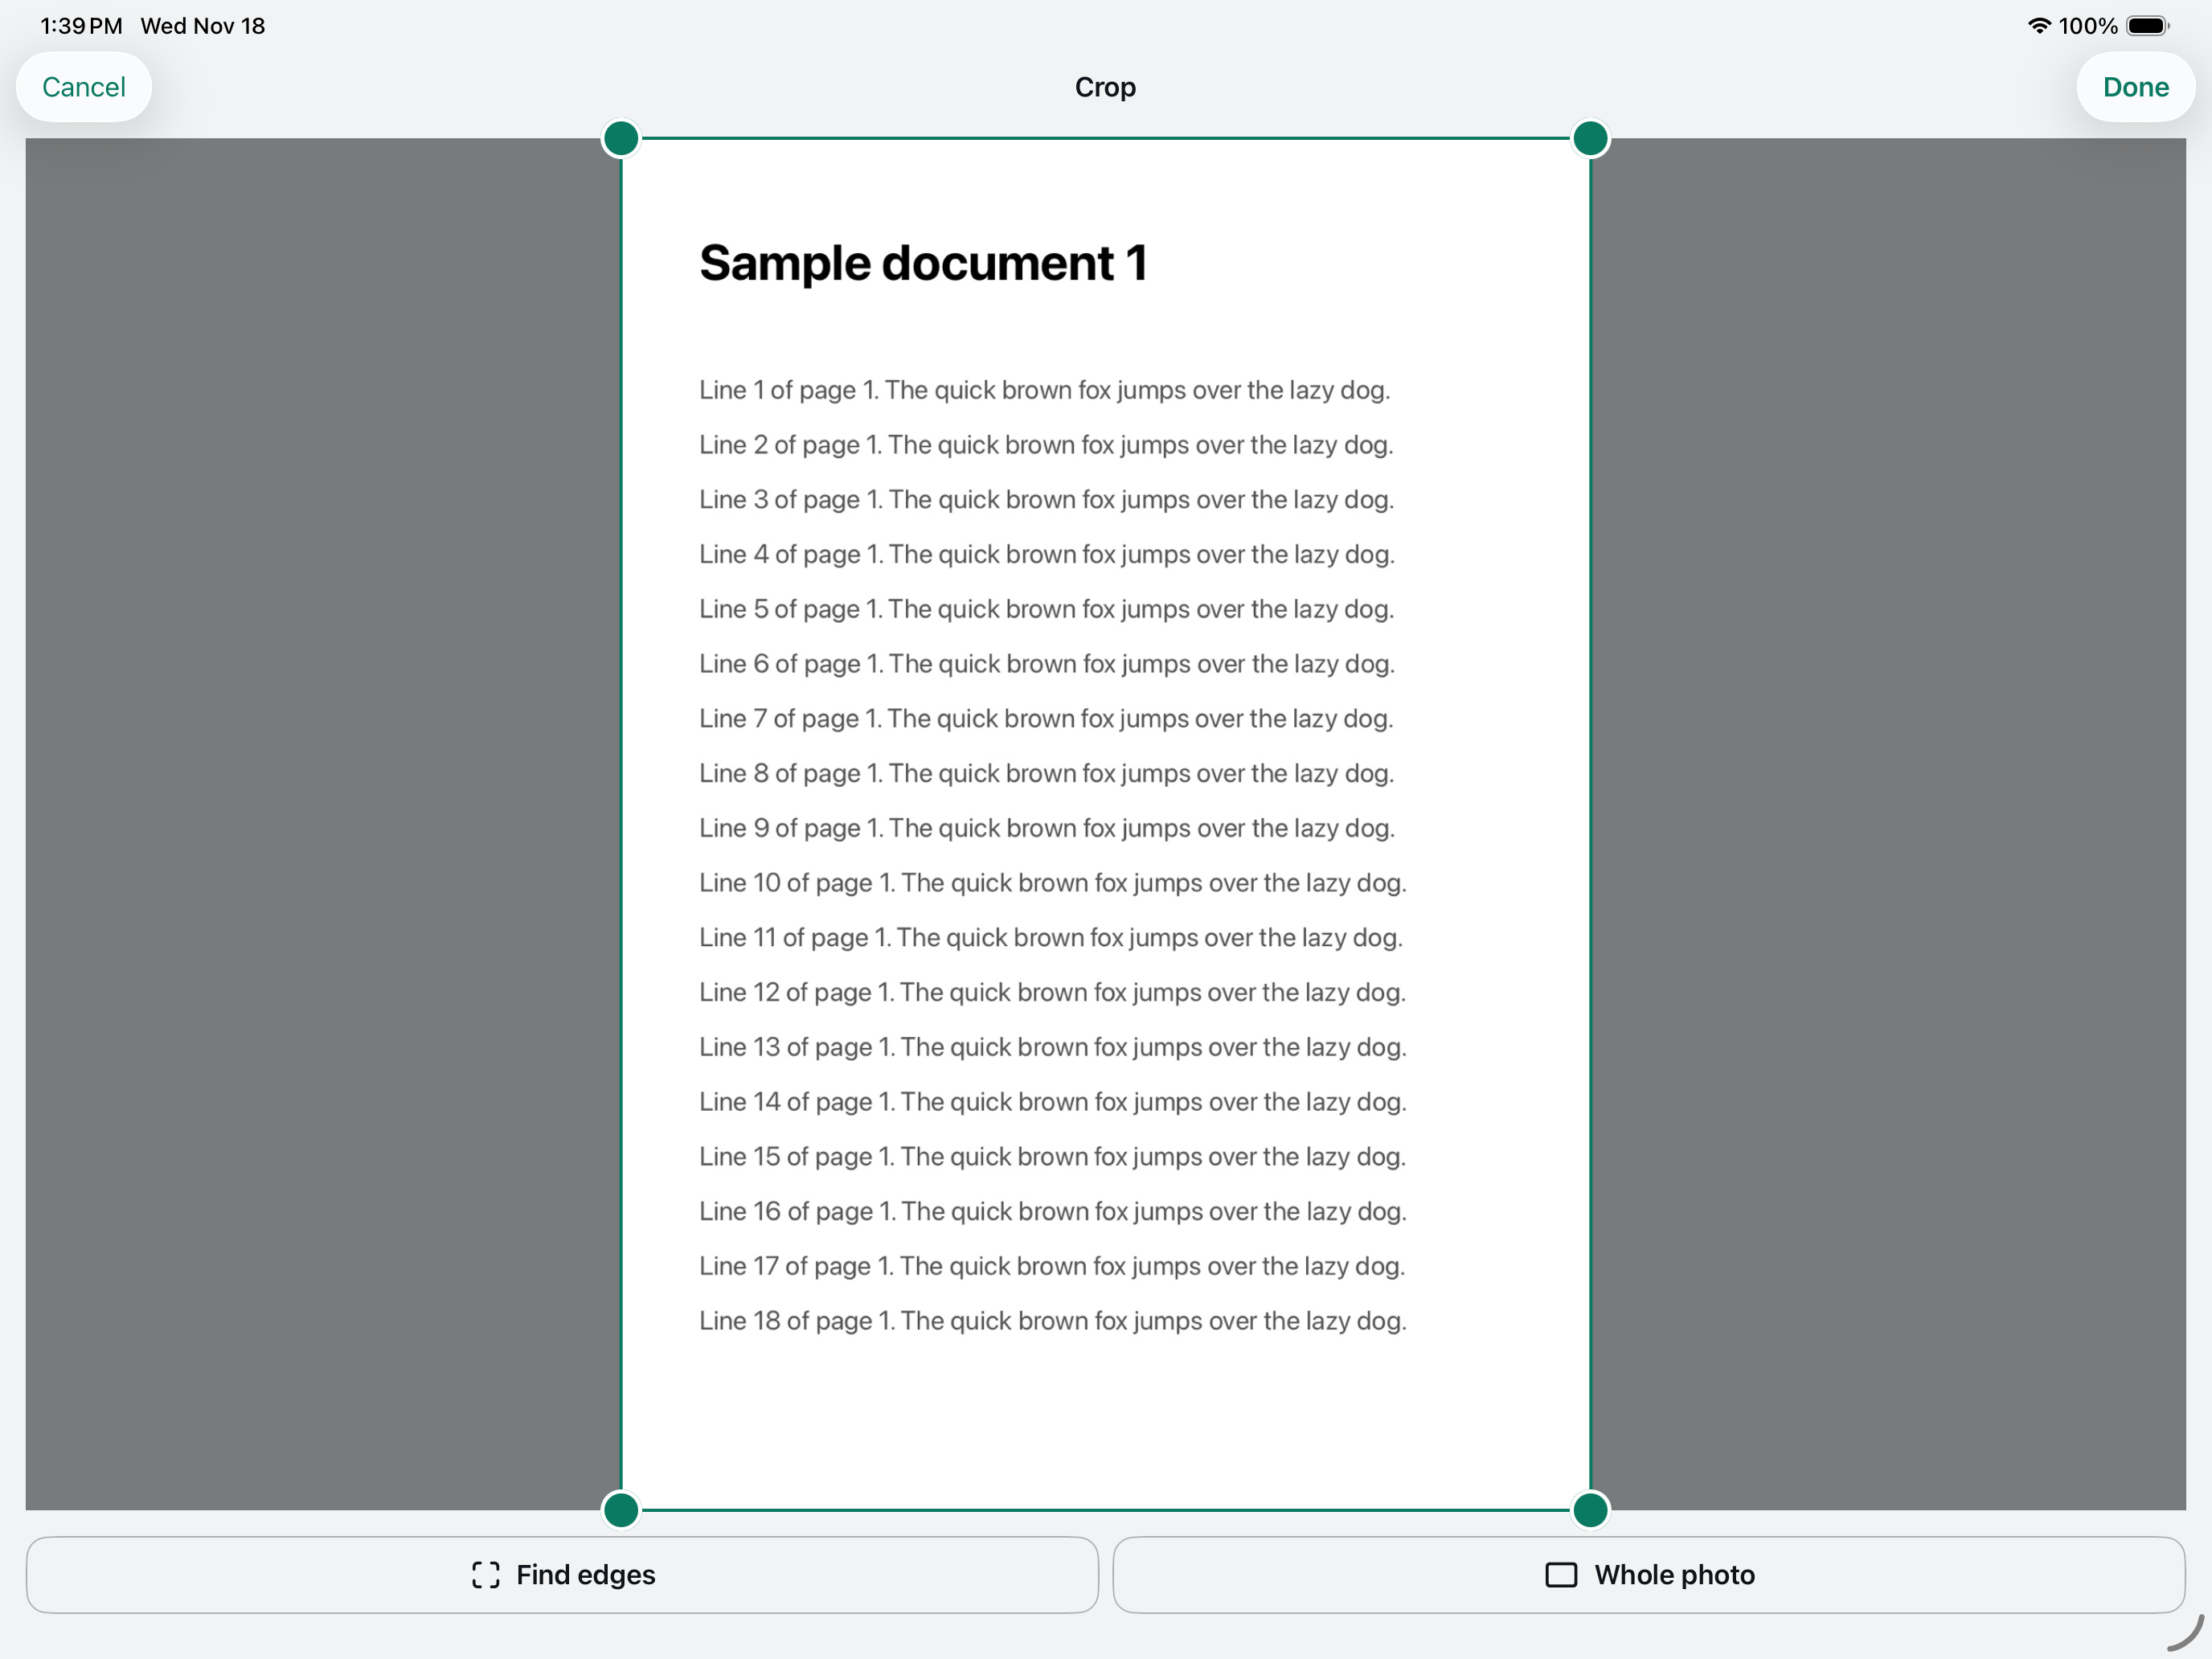 1:39 PM Wed Nov 18
100%
Cancel
Crop
Done
Sample document 1
Line 1 of page 1. The quick brown fox jumps over the lazy dog.
Line 2 of page 1. The quick brown fox jumps over the lazy dog.
Line 3 of page 1. The quick brown fox jumps over the lazy dog.
Line 4 of page 1. The quick brown fox jumps over the lazy dog.
Line 5 of page 1. The quick brown fox jumps over the lazy dog.
Line 6 of page 1. The quick brown fox jumps over the lazy dog.
Line 7 of page 1. The quick brown fox jumps over the lazy dog.
Line 8 of page 1. The quick brown fox jumps over the lazy dog.
Line 9 of page 1. The quick brown fox jumps over the lazy dog.
Line 10 of page 1. The quick brown fox jumps over the lazy dog.
Line 11 of page 1. The quick brown fox jumps over the lazy dog.
Line 12 of page 1. The quick brown fox jumps over the lazy dog.
Line 13 of page 1. The quick brown fox jumps over the lazy dog.
Line 14 of page 1. The quick brown fox jumps over the lazy dog.
Line 15 of page 1. The quick brown fox jumps over the lazy dog.
Line 16 of page 1. The quick brown fox jumps over the lazy dog.
Line 17 of page 1. The quick brown fox jumps over the lazy dog.
Line 18 of page 1. The quick brown fox jumps over the lazy dog.
Find edges
Whole photo